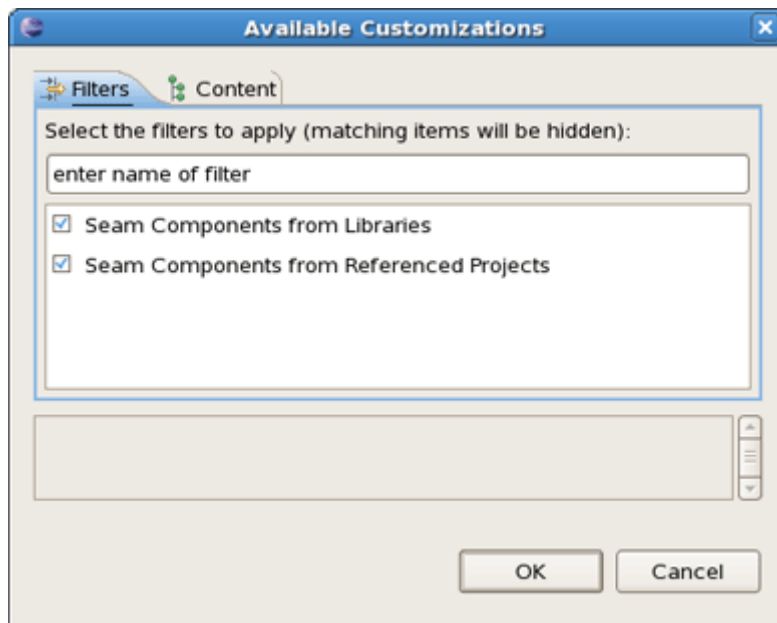 Available Customizations
Filters
Content
Select the filters to apply (matching items will be hidden):
enter name of filter
Seam Components from Libraries
Seam Components from Referenced Projects
OK
Cancel